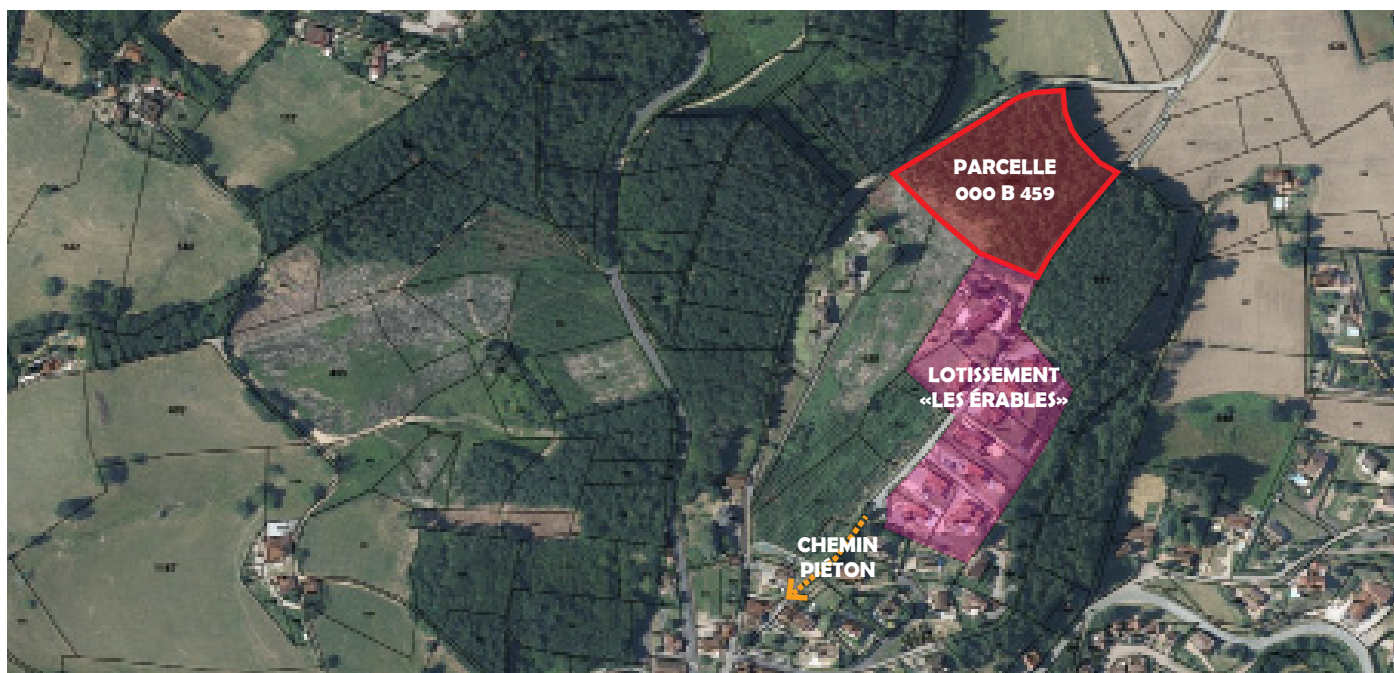 PARCELLE
000 B 459
LOTISSEMENT
«LES ÉRABLES»
CHEMIN
PIÉTON